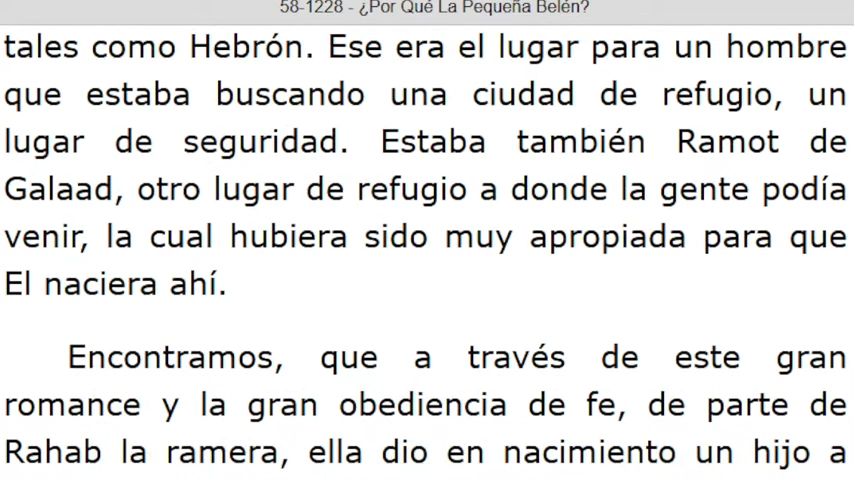 58-1228 - ¿Por Qué La Pequeña Belén?
tales como Hebrón. Ese era el lugar para un hombre
que estaba buscando una ciudad de refugio, un
lugar de seguridad. Estaba también Ramot de
Galaad, otro lugar de refugio a donde la gente podía
venir, la cual hubiera sido muy apropiada para que
El naciera ahí.
Encontramos, que a través de este gran
romance y la gran obediencia de fe, de parte de
Rahab la ramera, ella dio en nacimiento un hijo a